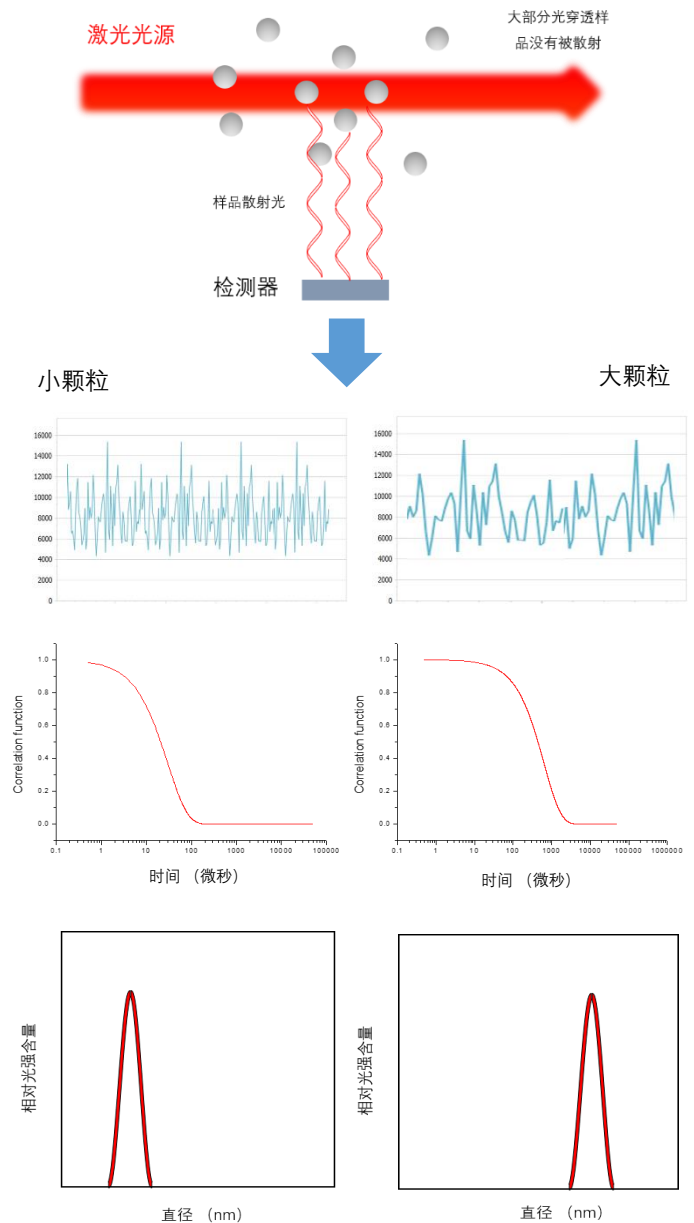 激光光源
大部分光穿透样
品没有被散射
样品散射光
检测器
小颗粒
大颗粒
16000
14000
12000
10000
8000
6000
4000
2000
0
16000
14000
12000
10000
8000
6000
4000
2000
0
Correlation function
1.0
0.8
0.6
0.4
0.2
0.0
0.1 1 10 100 1000 10000 100000
时间 （微秒）
Correlation function
1.0
0.8
0.6
0.4
0.2
0.0
0.1 1 10 100 1000 10000 100000 1000000
时间 （微秒）
相对光强含量
直径 （nm）
相对光强含量
直径 （nm）